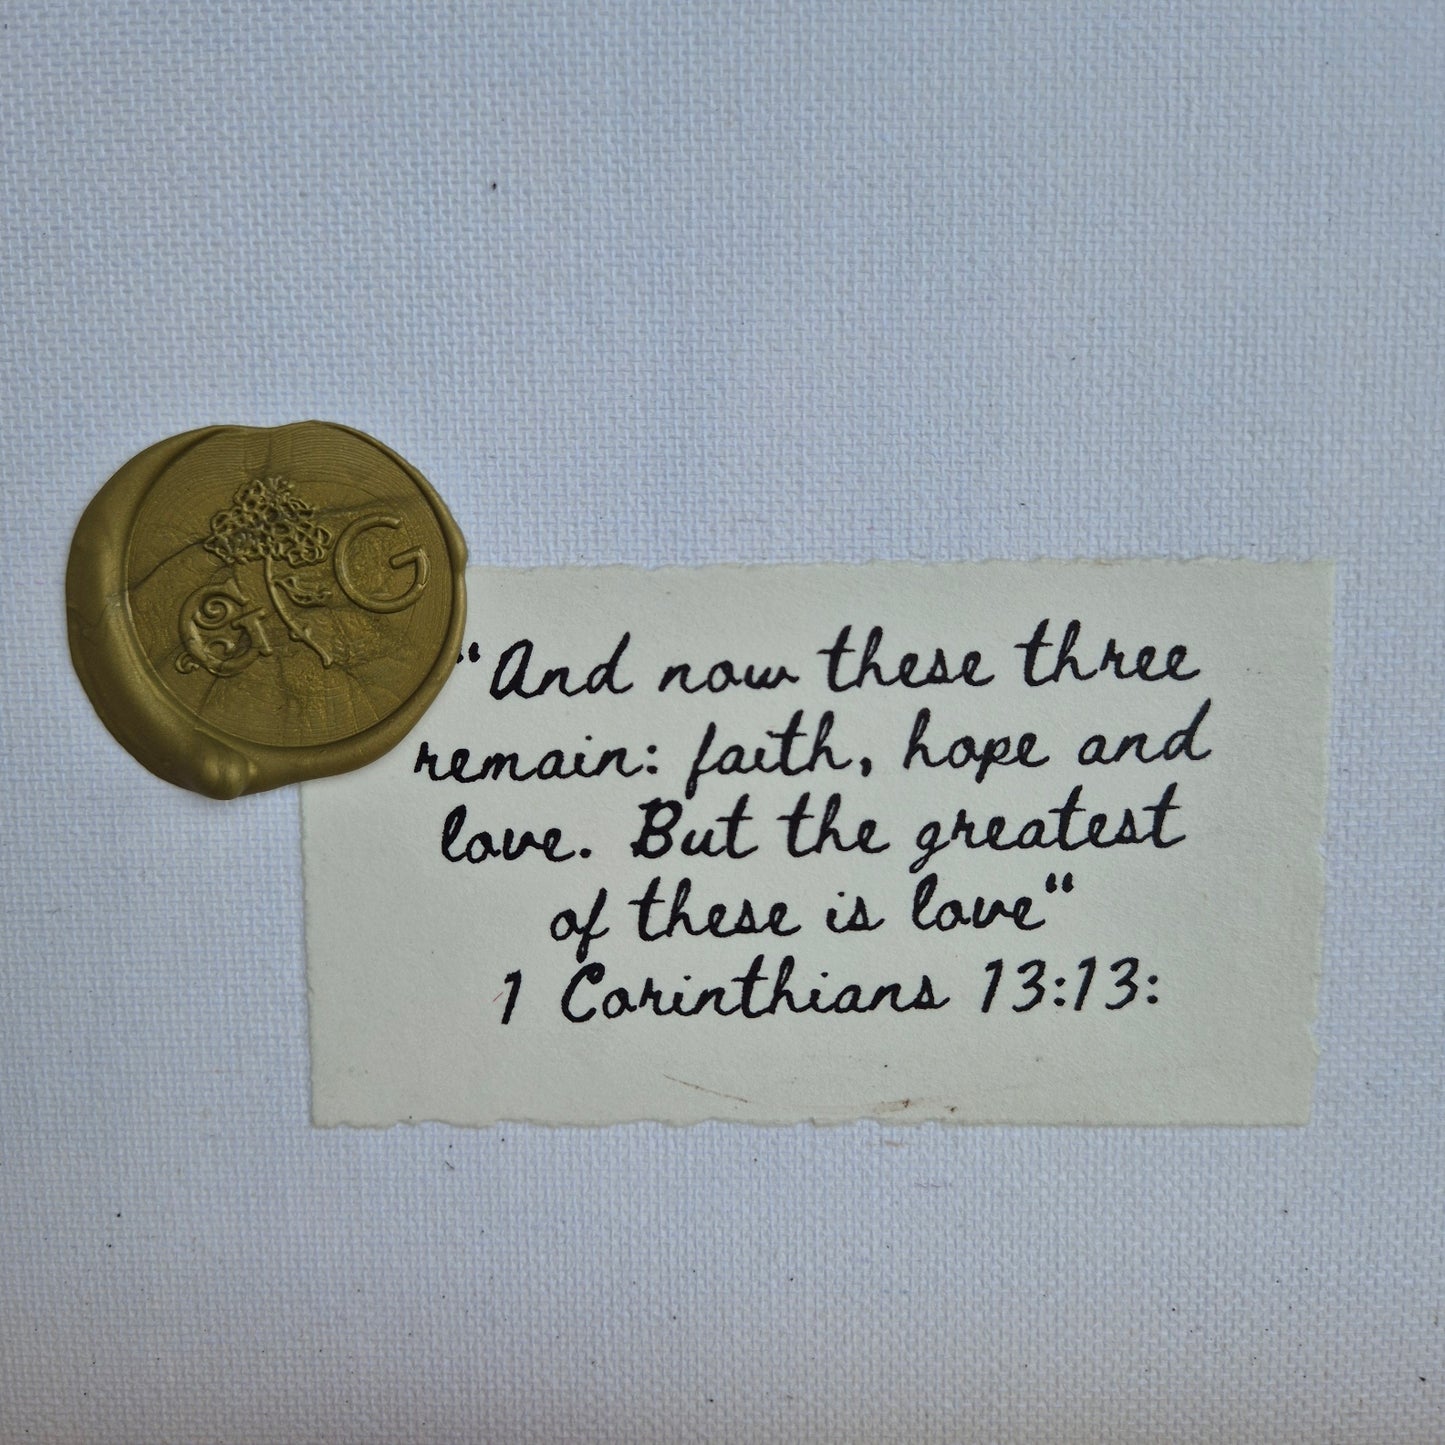 G G
“And now these three
remain: faith, hope and
love. But the greatest
of these is love“
1 Corinthians 13:13: